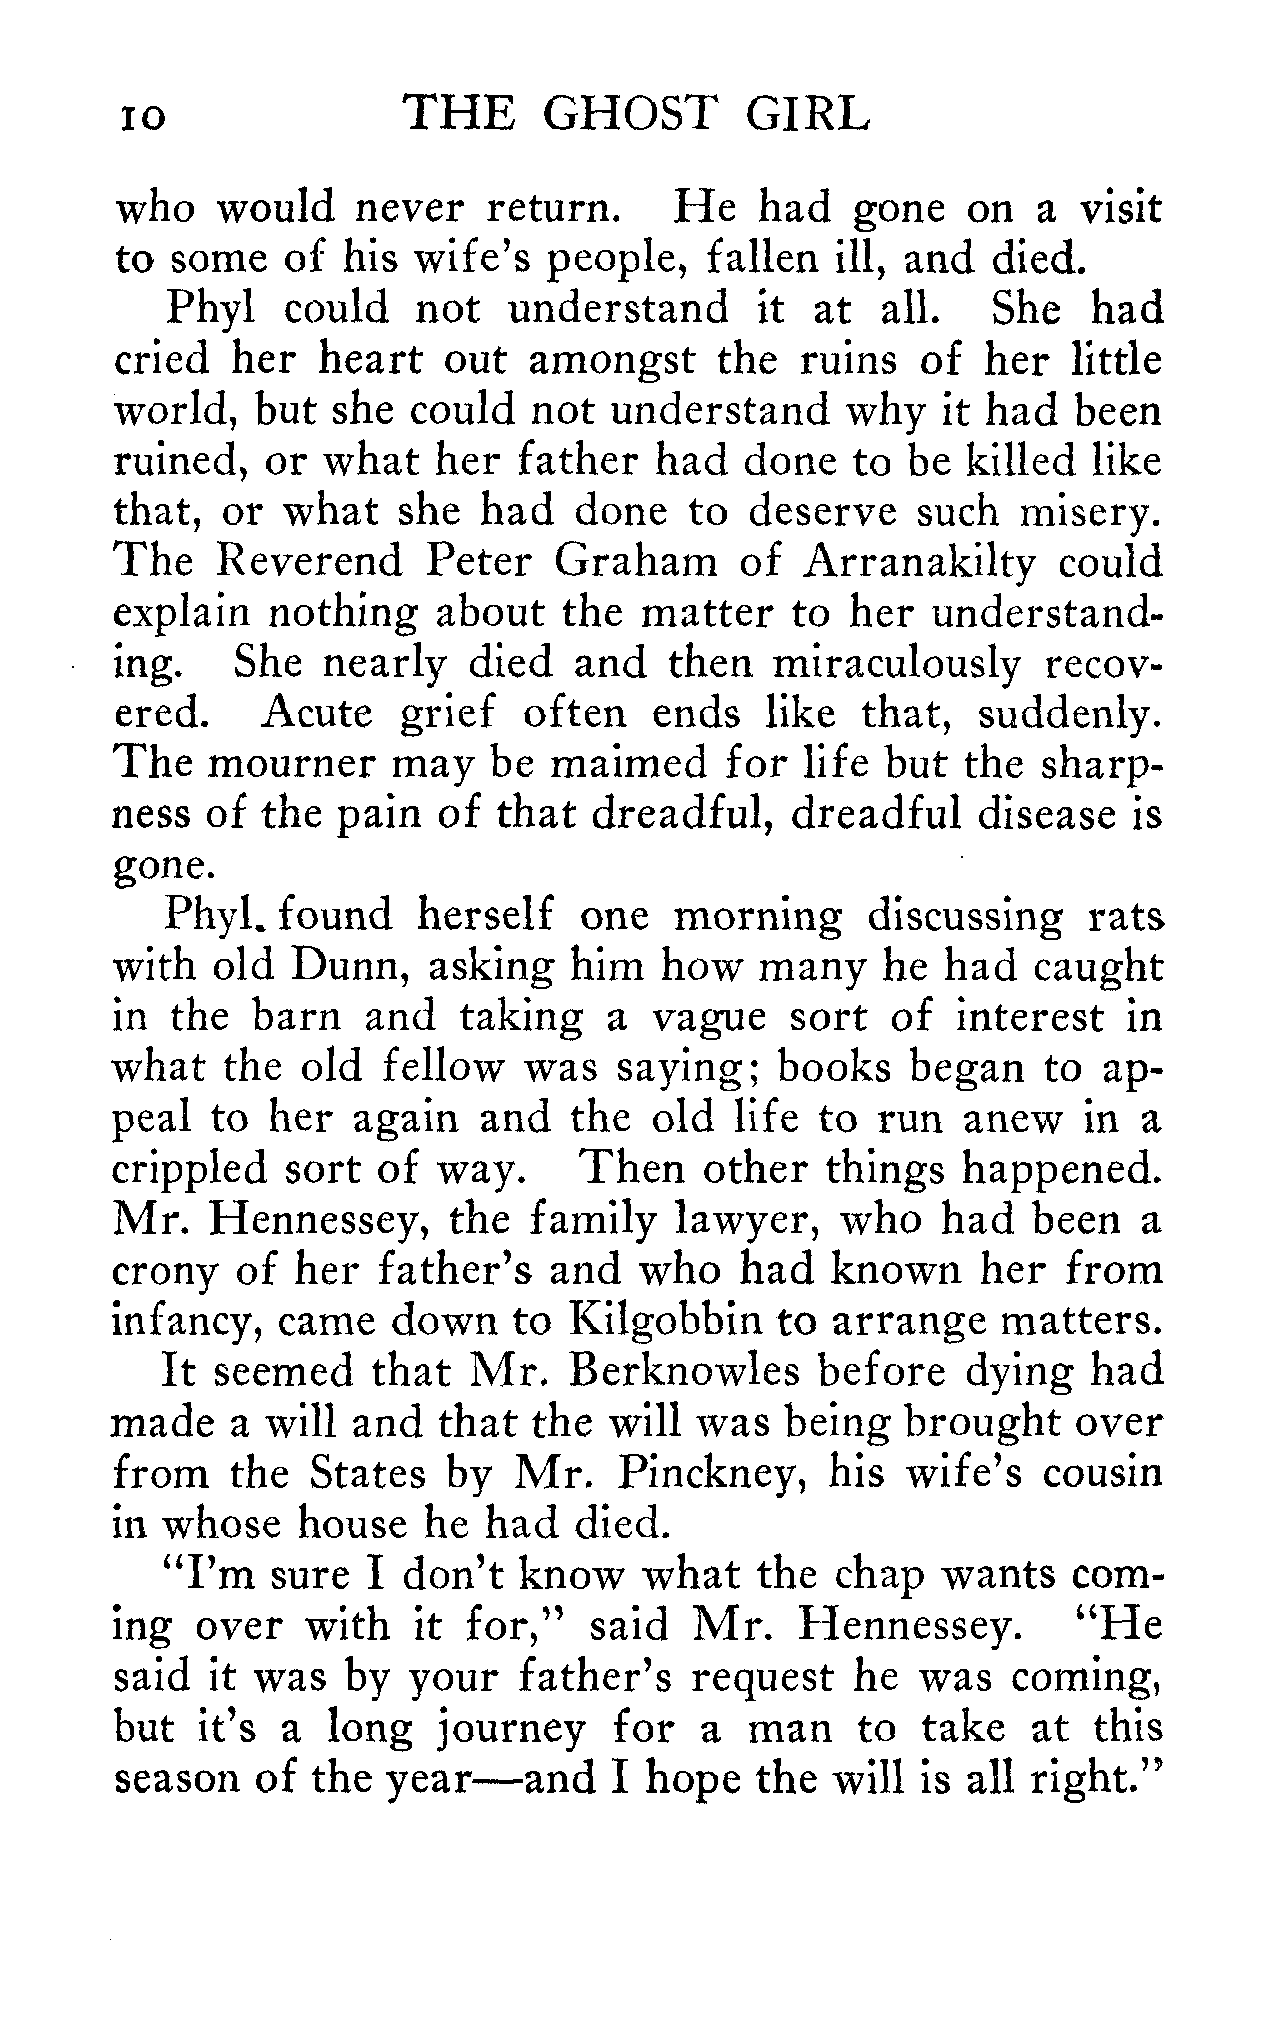 10 THE GHOST GIRL
who would never return. He had gone on a visit
to some of his wife's people, fallen ill, and died.
Phyl could not understand it at all. She had
cried her heart out amongst the ruins of her little
world, but she could not understand why it had been
ruined, or what her father had done to be killed like
that, or what she had done to deserve such misery.
The Reverend Peter Graham of Arranakilty could
explain nothing about the matter to her understand-
ing. She nearly died and then miraculously recov-
ered. Acute grief often ends like that, suddenly.
The mourner may be maimed for life but the sharp-
ness of the pain of that dreadful, dreadful disease is
gone.
Phyl. found herself one morning discussing rats
with old Dunn, asking him how many he had caught
in the barn and taking a vague sort of interest in
what the old fellow was saying; books began to ap-
peal to her again and the old life to run anew in a
crippled sort of way. Then other things happened.
Mr. Hennessey, the family lawyer, who had been a
crony of her father's and who had known her from
infancy, came down to Kilgobbin to arrange matters.
It seemed that Mr. Berknowles before dying had
made a will and that the will was being brought over
from the States by Mr. Pinckney, his wife's cousin
in whose house he had died.
"I'm sure I don't know what the chap wants com-
ing over with it for," said Mr. Hennessey. "He
said it was by your father's request he was coming,
but it's a long journey for a man to take at this
season of the year—and I hope the will is all right."